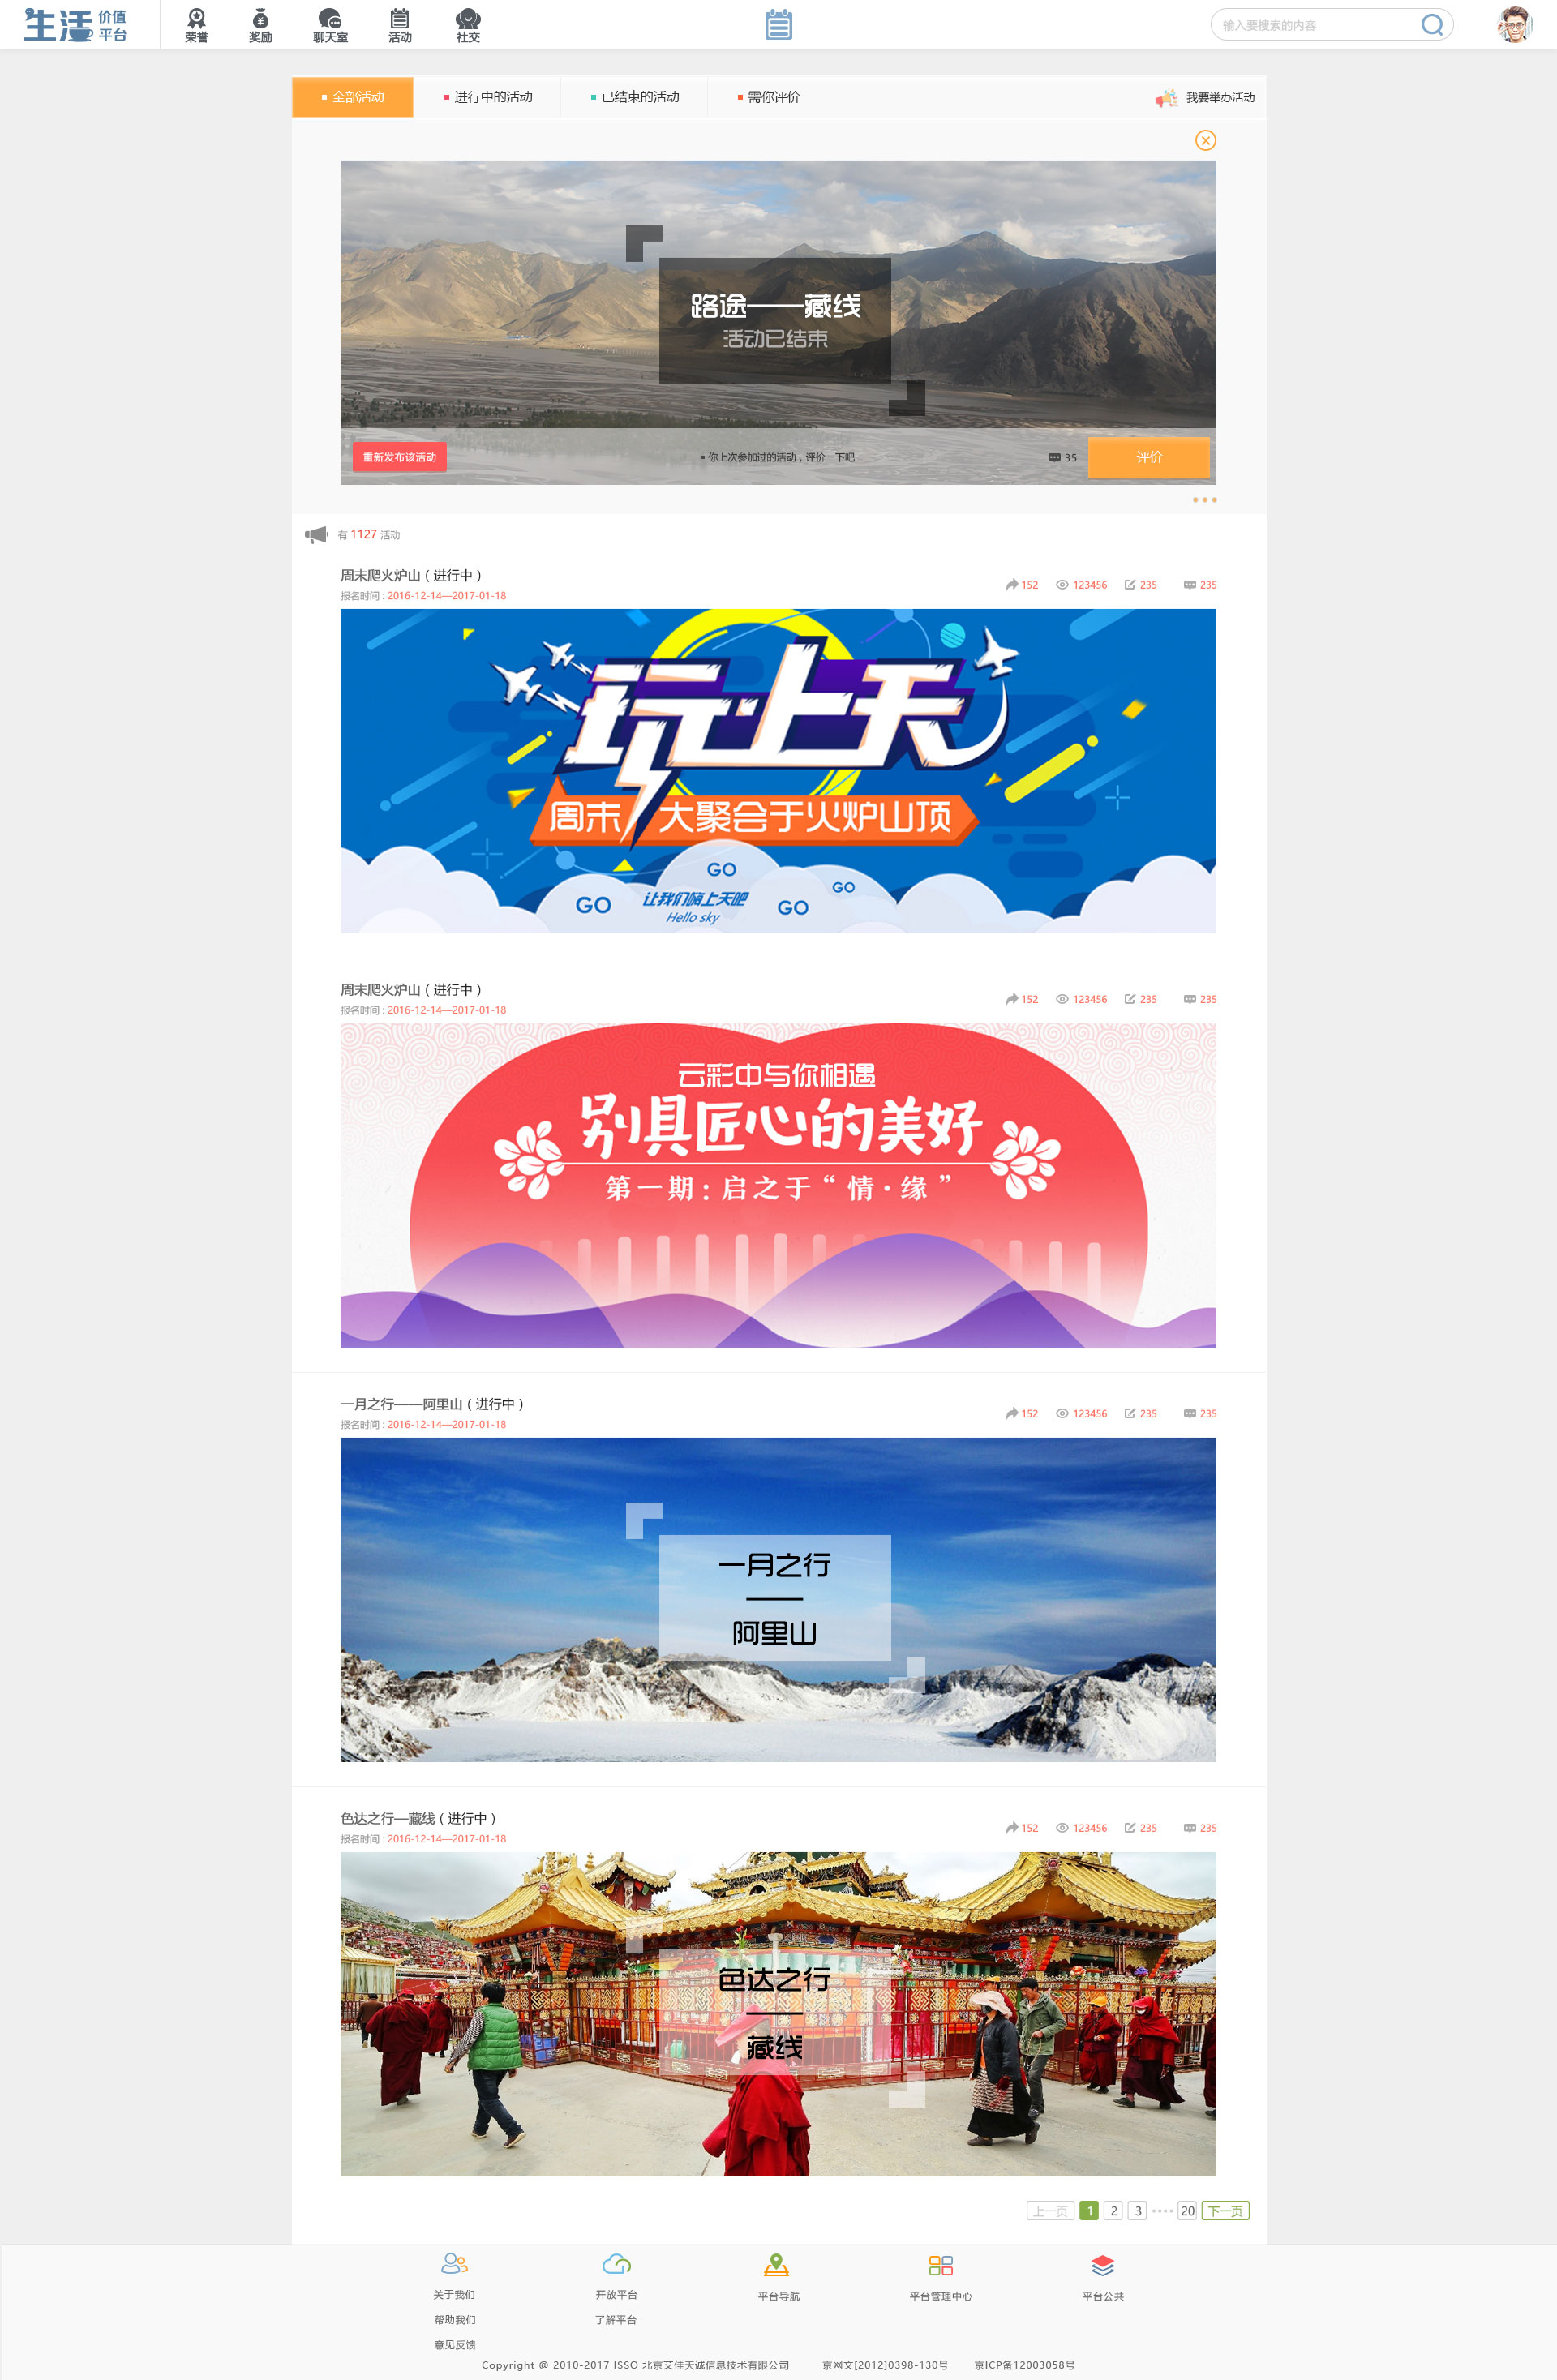 生活 价值平台
荣誉 奖励 聊天室 活动 社交
输入要搜索的内容
全部活动 进行中的活动 已结束的活动 需你评价 我要举办活动
路途——藏线
活动已结束
重新发布该活动 你上次参加过的活动，评价一下吧 35 评价
有 1127 活动
周末爬火炉山（进行中） 152 123456 235 235
报名时间：2016-12-14—2017-01-18
玩上天
周末 大聚会于火炉山顶
GO
GO
GO 让我们嗨上天吧 GO
Hello sky
周末爬火炉山（进行中） 152 123456 235 235
报名时间：2016-12-14—2017-01-18
云彩中与你相遇
别具匠心的美好
第一期：启之于“情·缘”
一月之行——阿里山（进行中） 152 123456 235 235
报名时间：2016-12-14—2017-01-18
一月之行
——
阿里山
色达之行—藏线（进行中） 152 123456 235 235
报名时间：2016-12-14—2017-01-18
色达之行
——
藏线
上一页 1 2 3 •••• 20 下一页
关于我们 开放平台 平台导航 平台管理中心 平台公共
帮助我们 了解平台
意见反馈
Copyright @ 2010-2017 ISSO 北京艾佳天诚信息技术有限公司 京网文[2012]0398-130号 京ICP备12003058号